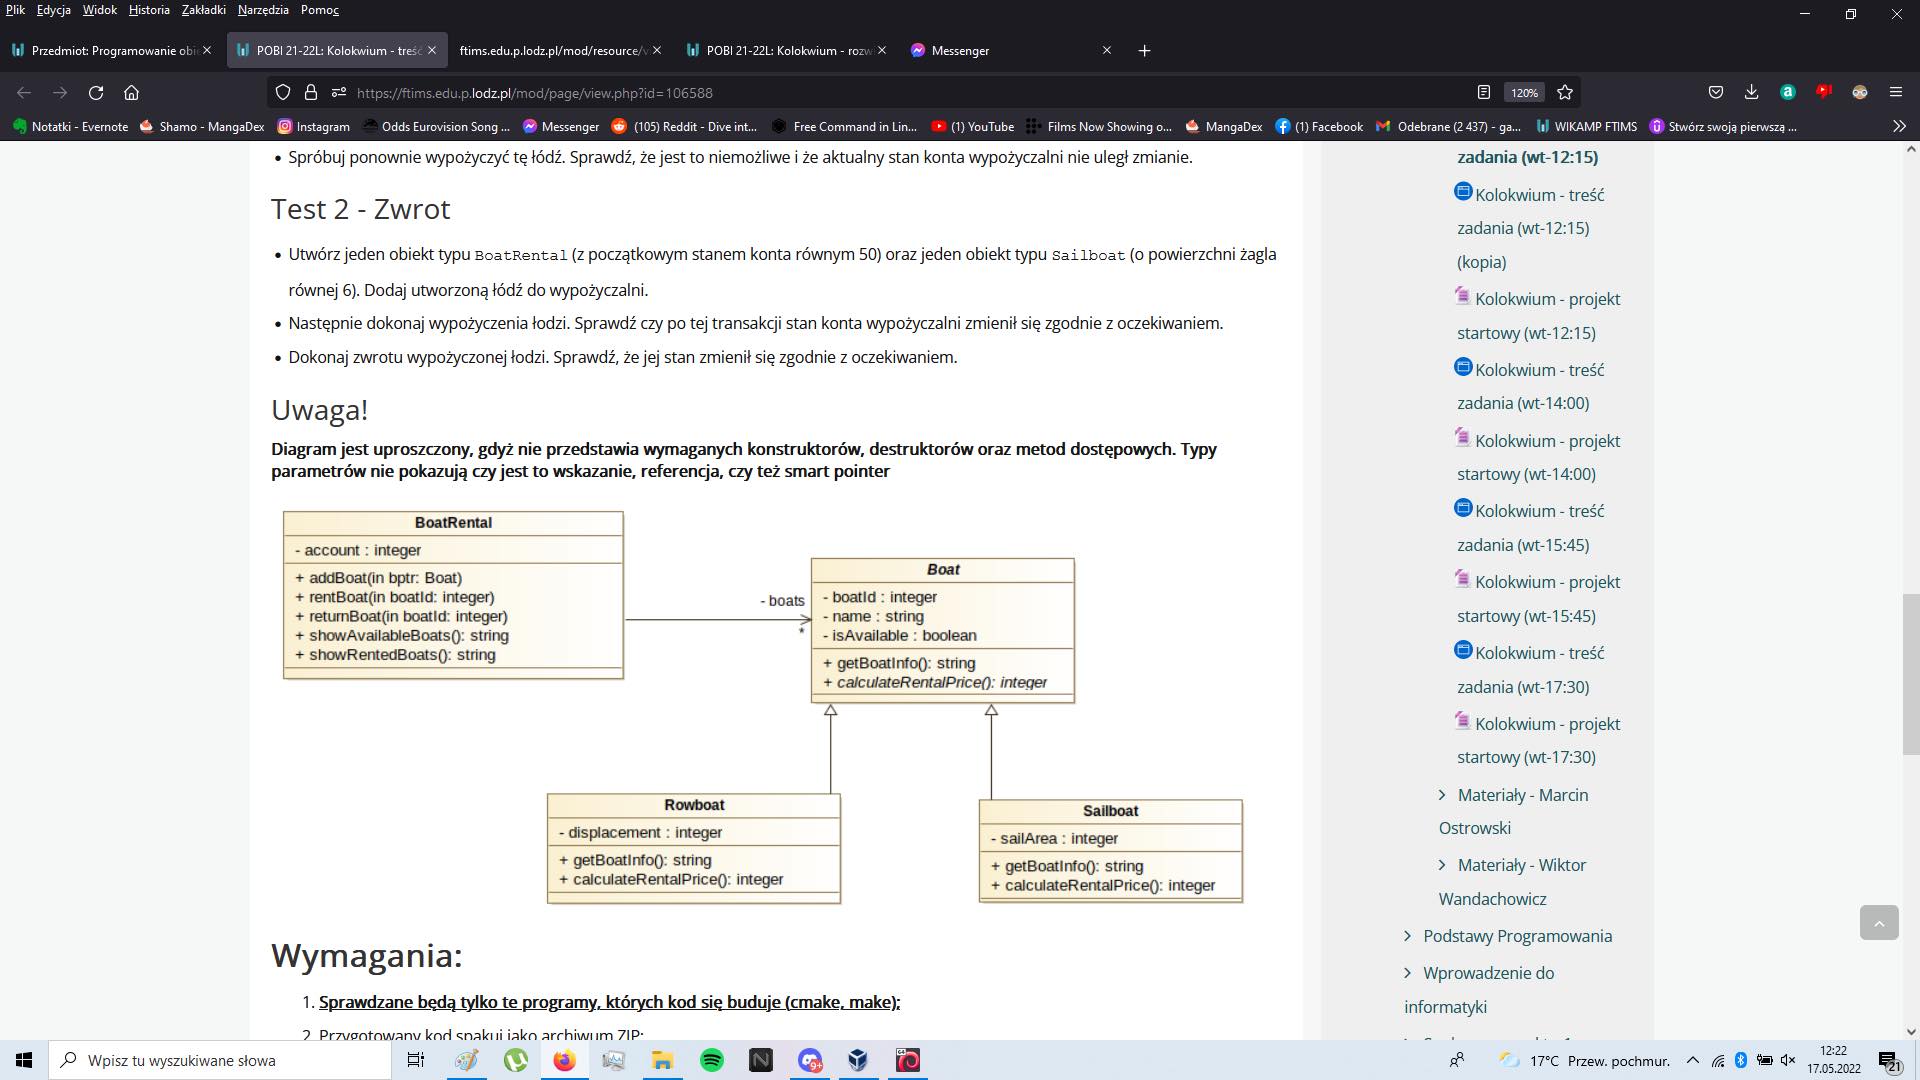 Plik Edycja Widok Historia Zakładki Narzędzia Pomoc
Przedmiot: Programowanie obie
POBI 21-22L: Kolokwium - treść
ftims.edu.p.lodz.pl/mod/resource/v
POBI 21-22L: Kolokwium - rozw
Messenger
https://ftims.edu.p.lodz.pl/mod/page/view.php?id=106588
120%
Notatki - Evernote
Shamo - MangaDex
Instagram
Odds Eurovision Song ...
Messenger
(105) Reddit - Dive int...
Free Command in Lin...
(1) YouTube
Films Now Showing o...
MangaDex
(1) Facebook
Odebrane (2 437) - ga...
WIKAMP FTIMS
Stwórz swoją pierwszą ...
• Spróbuj ponownie wypożyczyć tę łódź. Sprawdź, że jest to niemożliwe i że aktualny stan konta wypożyczalni nie uległ zmianie.
Test 2 - Zwrot
• Utwórz jeden obiekt typu BoatRental (z początkowym stanem konta równym 50) oraz jeden obiekt typu Sailboat (o powierzchni żagla
równej 6). Dodaj utworzoną łódź do wypożyczalni.
• Następnie dokonaj wypożyczenia łodzi. Sprawdź czy po tej transakcji stan konta wypożyczalni zmienił się zgodnie z oczekiwaniem.
• Dokonaj zwrotu wypożyczonej łodzi. Sprawdź, że jej stan zmienił się zgodnie z oczekiwaniem.
Uwaga!
Diagram jest uproszczony, gdyż nie przedstawia wymaganych konstruktorów, destruktorów oraz metod dostępowych. Typy
parametrów nie pokazują czy jest to wskazanie, referencja, czy też smart pointer
BoatRental
- account : integer
+ addBoat(in bptr: Boat)
+ rentBoat(in boatId: integer)
+ returnBoat(in boatId: integer)
+ showAvailableBoats(): string
+ showRentedBoats(): string
- boats
*
Boat
- boatId : integer
- name : string
- isAvailable : boolean
+ getBoatInfo(): string
+ calculateRentalPrice(): integer
Rowboat
- displacement : integer
+ getBoatInfo(): string
+ calculateRentalPrice(): integer
Sailboat
- sailArea : integer
+ getBoatInfo(): string
+ calculateRentalPrice(): integer
Wymagania:
1. Sprawdzane będą tylko te programy, których kod się buduje (cmake, make);
2. Przygotowany kod spakuj jako archiwum ZIP;
zadania (wt-12:15)
Kolokwium - treść
zadania (wt-12:15)
(kopia)
Kolokwium - projekt
startowy (wt-12:15)
Kolokwium - treść
zadania (wt-14:00)
Kolokwium - projekt
startowy (wt-14:00)
Kolokwium - treść
zadania (wt-15:45)
Kolokwium - projekt
startowy (wt-15:45)
Kolokwium - treść
zadania (wt-17:30)
Kolokwium - projekt
startowy (wt-17:30)
Materiały - Marcin
Ostrowski
Materiały - Wiktor
Wandachowicz
Podstawy Programowania
Wprowadzenie do
informatyki
Wpisz tu wyszukiwane słowa
9+
64
17°C Przew. pochmur.
12:22
17.05.2022
21